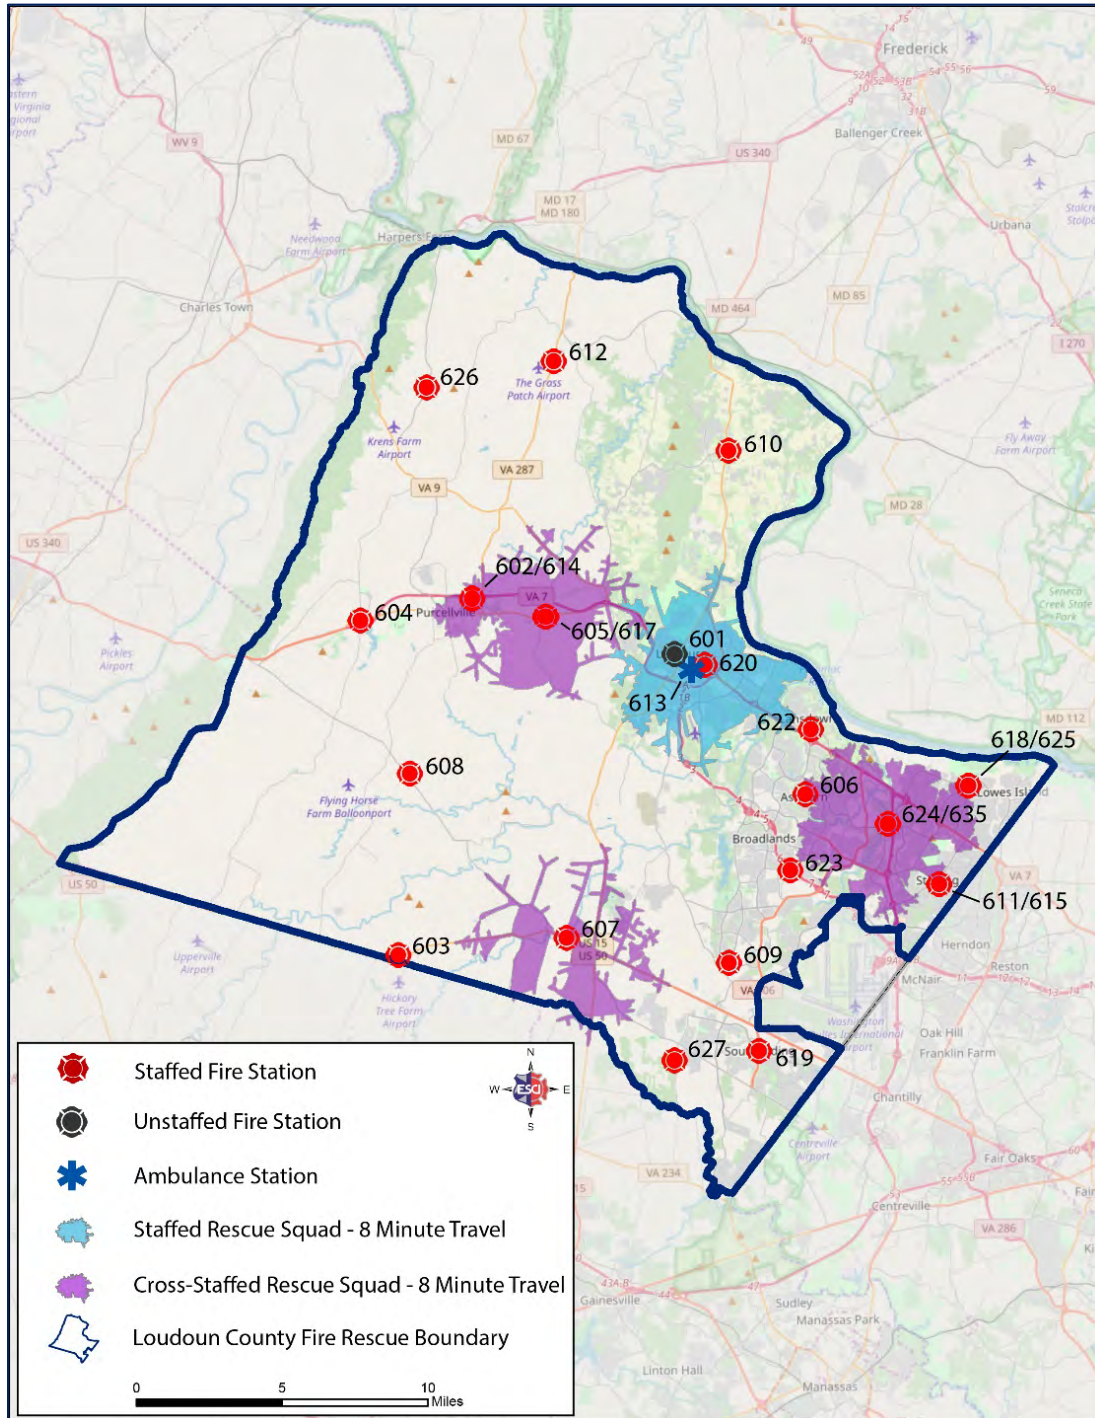 Frederick
Ballenger Creek
WV 9
MD 67
US 340
MD 17
MD 180
Urbana
Needwood
Farm Airport
Harpers Ferry
Charles Town
MD 464
MD 85
I 270
612
The Grass
Patch Airport
626
Krens Farm
Airport
610
Fly Away
Farm Airport
VA 287
VA 9
MD 28
US 340
602/614
VA 7
Purcellville
604
605/617
601
620
Pickles
Airport
613
Seneca
Creek State
Park
MD 112
622
618/625
608
Flying Horse
Farm Balloonport
606
Lowes Island
624/635
Broadlands
623
VA 7
US 50
611/615
607
US 15
US 50
Herndon
Reston
603
609
Upperville
Airport
McNair
Hickory
Tree Farm
Airport
Oak Hill
Franklin Farm
627
619
Chantilly
Centreville
Airport
VA 234
Fair Oaks
Centreville
VA 286
Gainesville
Sudley
Manassas Park
Linton Hall
Manassas
N
W
ESCI
E
S
Staffed Fire Station
Unstaffed Fire Station
Ambulance Station
Staffed Rescue Squad - 8 Minute Travel
Cross-Staffed Rescue Squad - 8 Minute Travel
Loudoun County Fire Rescue Boundary
0 5 10
Miles